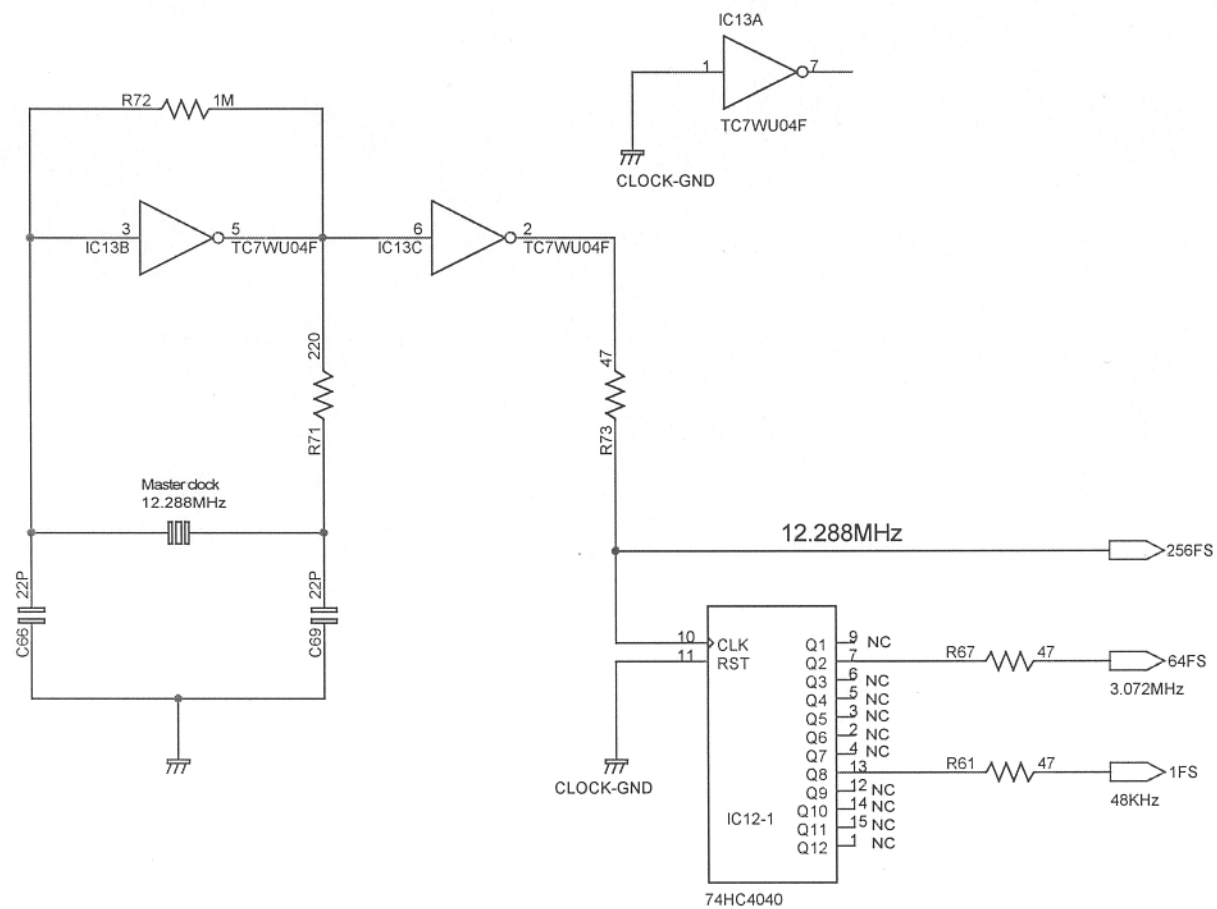 IC13A
1
7
TC7WU04F
CLOCK-GND
R72
1M
3
IC13B
5
TC7WU04F
6
IC13C
2
TC7WU04F
220
R71
47
R73
Master clock
12.288MHz
12.288MHz
256FS
22P
C66
22P
C69
10
CLK
11
RST
CLOCK-GND
Q1
9
NC
Q2
7
R67
47
64FS
3.072MHz
Q3
6
NC
Q4
5
NC
Q5
3
NC
Q6
2
NC
Q7
4
NC
Q8
13
R61
47
1FS
48KHz
Q9
12
NC
Q10
14
NC
Q11
15
NC
Q12
1
NC
IC12-1
74HC4040